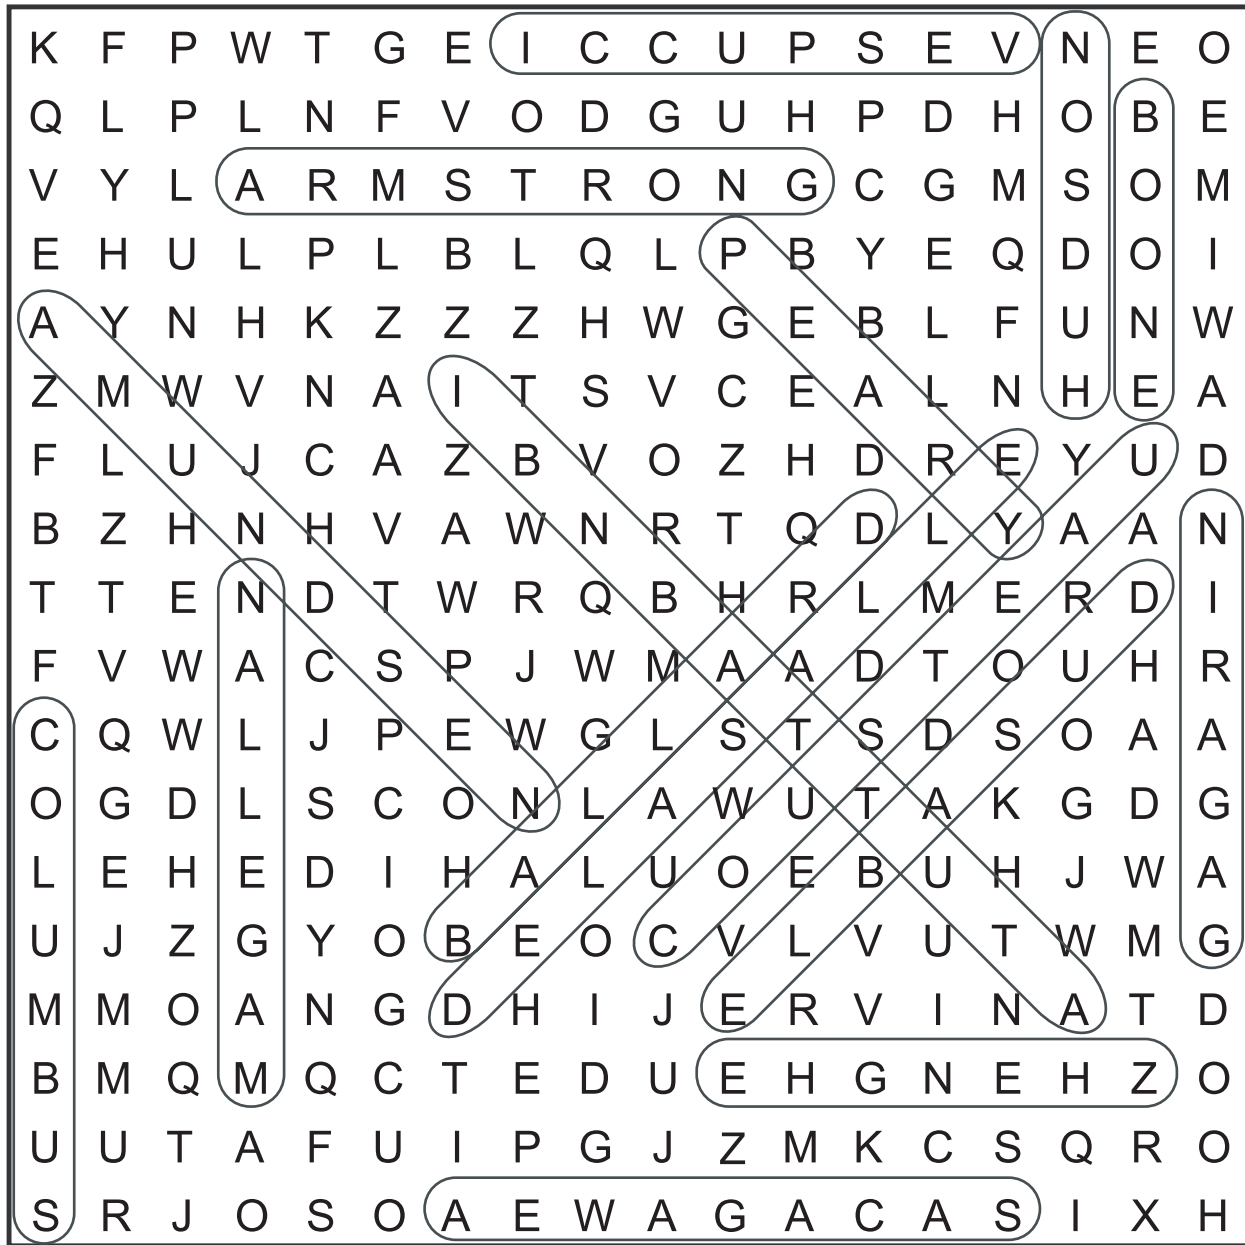 K F P W T G E I C C U P S E V N E O
Q L P L N F V O D G U H P D H O B E
V Y L A R M S T R O N G C G M S O M
E H U L P L B L Q L P B Y E Q D O I
A Y N H K Z Z Z H W G E B L F U N W
Z M W V N A I T S V C E A L N H E A
F L U J C A Z B V O Z H D R E Y U D
B Z H N H V A W N R T Q D L Y A A N
T T E N D T W R Q B H R L M E R D I
F V W A C S P J W M A A D T O U H R
C Q W L J P E W G L S T S D S O A A
O G D L S C O N L A W U T A K G D G
L E H E D I H A L U O E B U H J W A
U J Z G Y O B E O C V L V U T W M G
M M O A N G D H I J E R V I N A T D
B M Q M Q C T E D U E H G N E H Z O
U U T A F U I P G J Z M K C S Q R O
S R J O S O A E W A G A C A S I X H